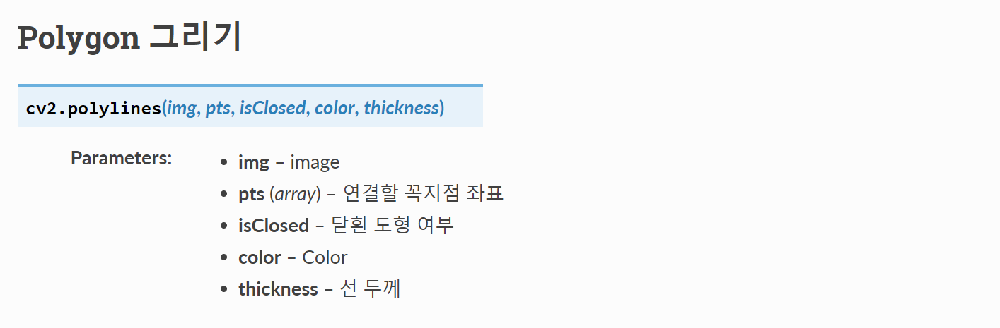 Polygon 그리기
cv2.polylines(img, pts, isClosed, color, thickness)
Parameters:
• img – image
• pts (array) – 연결할 꼭지점 좌표
• isClosed – 닫흰 도형 여부
• color – Color
• thickness – 선 두께